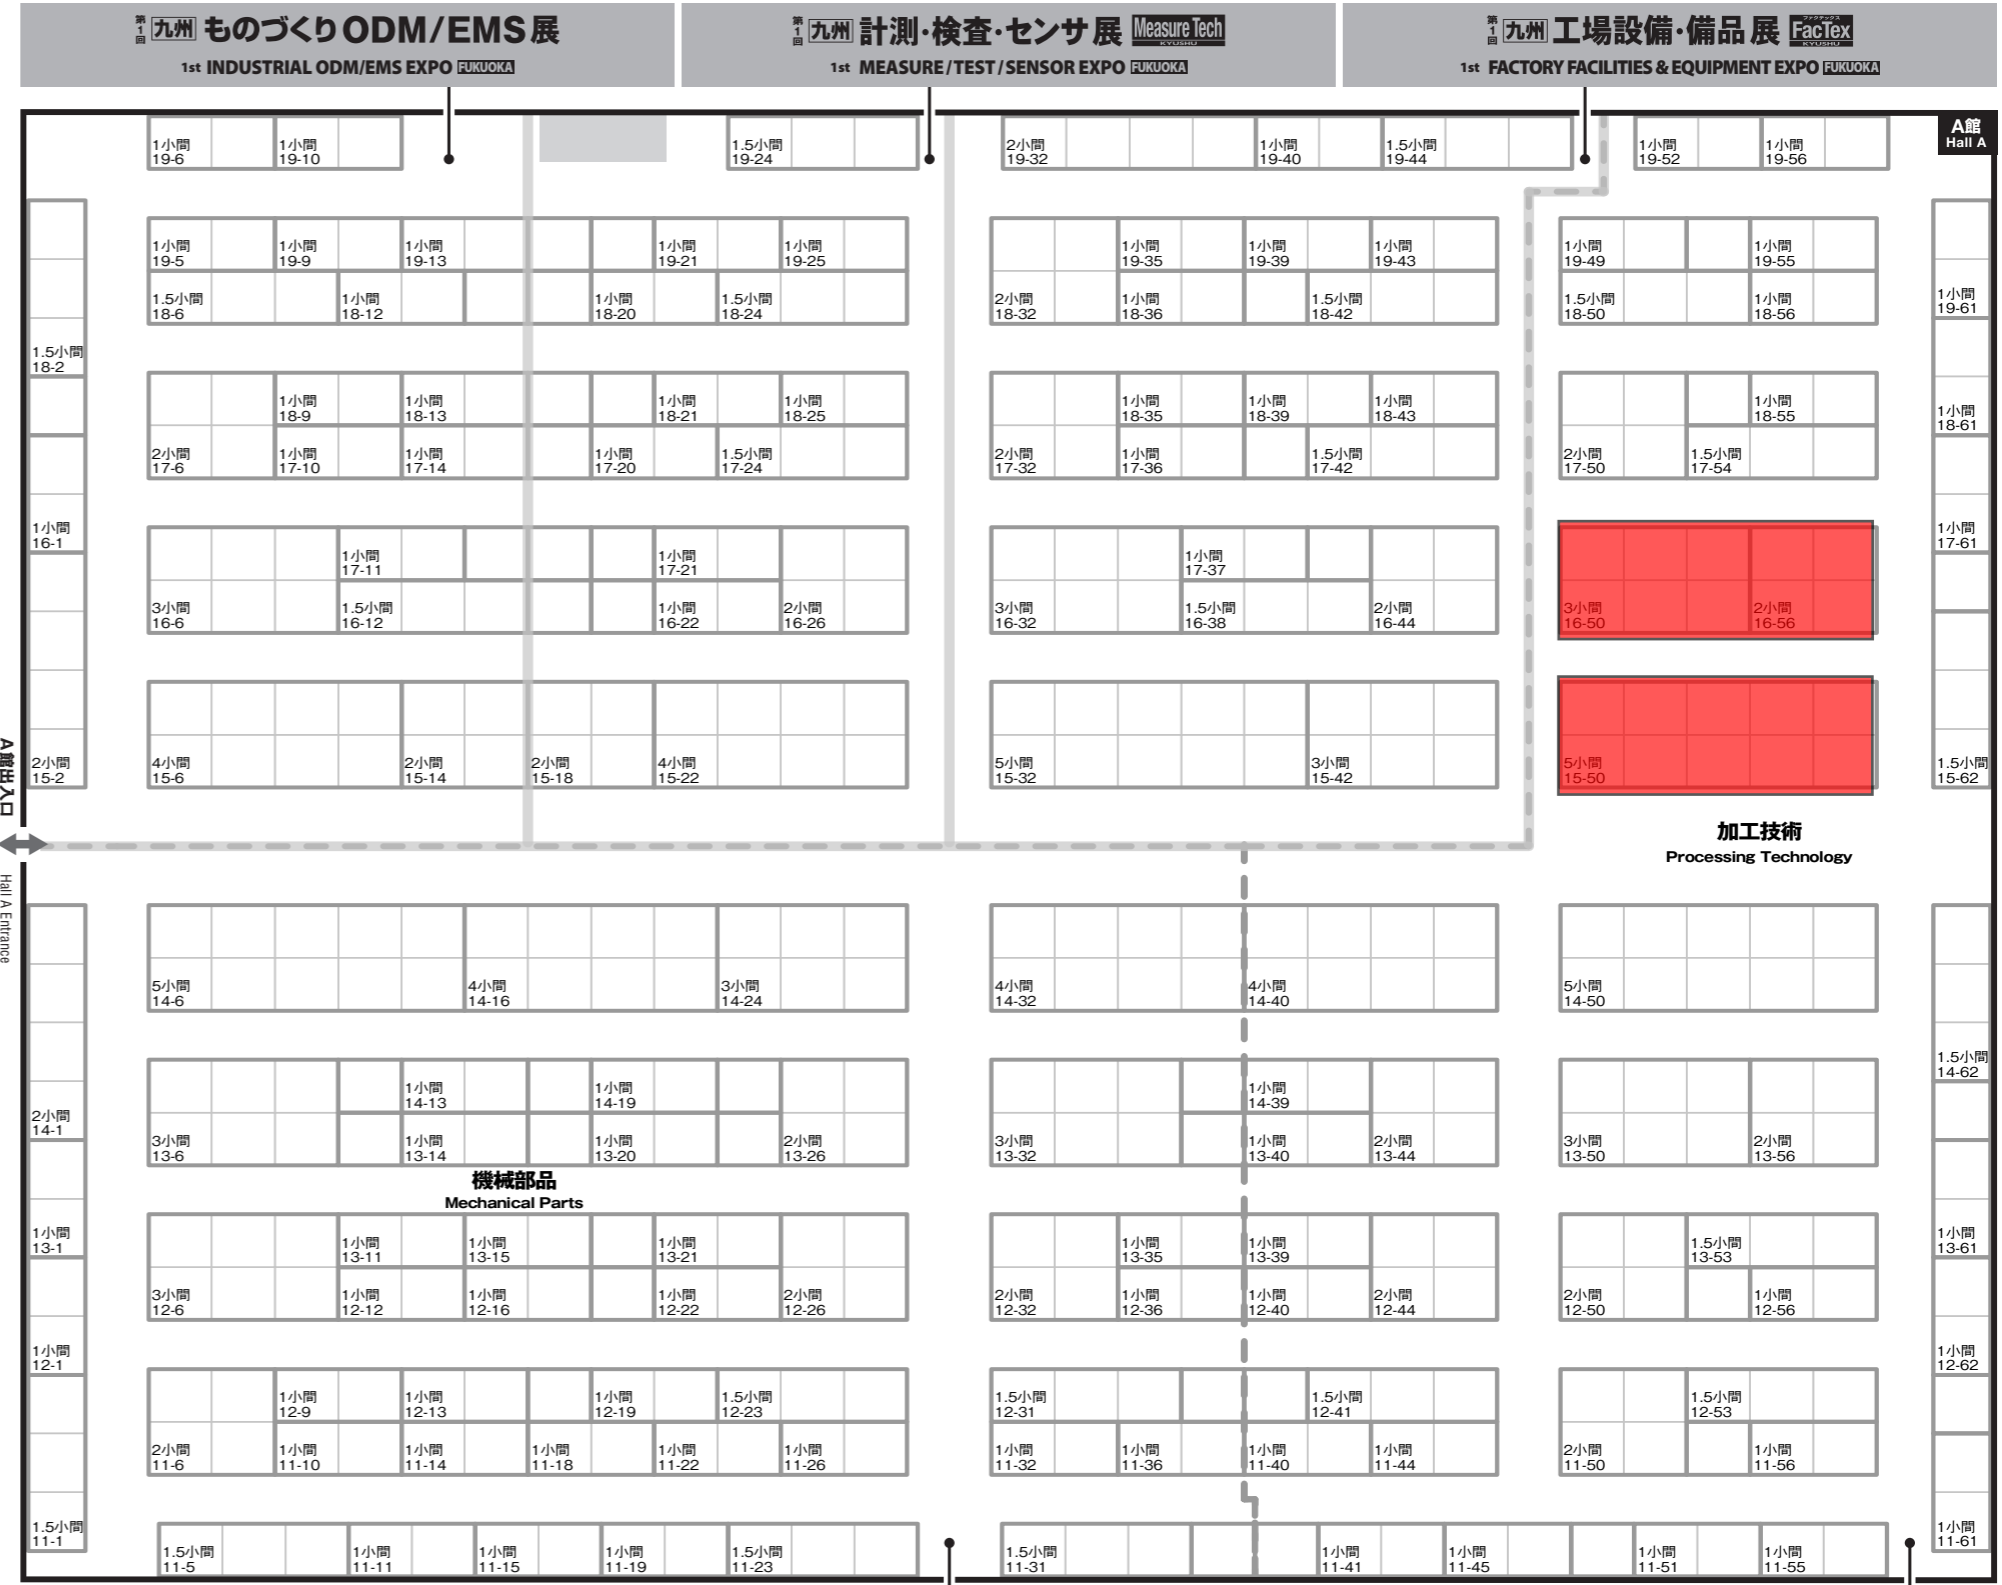 第1回 九州 ものづくり ODM/EMS 展
1st INDUSTRIAL ODM/EMS EXPO FUKUOKA
第1回 九州 計測・検査・センサ 展 Measure Tech KYUSHU
1st MEASURE/TEST/SENSOR EXPO FUKUOKA
第1回 九州 工場設備・備品 展 ファクテックス FacTex KYUSHU
1st FACTORY FACILITIES & EQUIPMENT EXPO FUKUOKA
A館
Hall A
1小間 1小間 1.5小間 2小間 1小間 1.5小間 1小間 1小間
19-6 19-10 19-24 19-32 19-40 19-44 19-52 19-56
1小間 1小間 1小間 1小間 1小間 1小間 1小間 1小間 1小間 1小間
19-5 19-9 19-13 19-21 19-25 19-35 19-39 19-43 19-49 19-55
1.5小間 1小間 1小間 1.5小間 2小間 1小間 1.5小間 1.5小間 1小間 1小間
18-6 18-12 18-20 18-24 18-32 18-36 18-42 18-50 18-56 19-61
1.5小間
18-2
1小間 1小間 1小間 1小間 1小間 1小間 1小間 1小間 1小間
18-9 18-13 18-21 18-25 18-35 18-39 18-43 18-55 18-61
2小間 1小間 1小間 1小間 1.5小間 2小間 1小間 1.5小間 2小間 1.5小間
17-6 17-10 17-14 17-20 17-24 17-32 17-36 17-42 17-50 17-54
1小間 1小間
16-1 17-61
1小間 1小間 1小間
17-11 17-21 17-37
3小間 1.5小間 1小間 2小間 3小間 1.5小間 2小間 3小間 2小間
16-6 16-12 16-22 16-26 16-32 16-38 16-44 16-50 16-56
2小間 4小間 2小間 2小間 4小間 5小間 3小間 5小間 1.5小間
15-2 15-6 15-14 15-18 15-22 15-32 15-42 15-50 15-62
A館出入口
Hall A Entrance
加工技術
Processing Technology
5小間 4小間 3小間 4小間 4小間 5小間
14-6 14-16 14-24 14-32 14-40 14-50
1.5小間
14-62
1小間 1小間 1小間
14-13 14-19 14-39
2小間
14-1
3小間 1小間 1小間 2小間 3小間 1小間 2小間 3小間 2小間
13-6 13-14 13-20 13-26 13-32 13-40 13-44 13-50 13-56
機械部品
Mechanical Parts
1小間 1小間 1小間 1小間 1小間 1小間 1.5小間 1小間
13-1 13-11 13-15 13-21 13-35 13-39 13-53 13-61
3小間 1小間 1小間 1小間 2小間 2小間 1小間 1小間 2小間 2小間 1小間
12-6 12-12 12-16 12-22 12-26 12-32 12-36 12-40 12-44 12-50 12-56
1小間 1小間
12-1 12-62
1小間 1小間 1小間 1.5小間 1.5小間 1.5小間 1.5小間
12-9 12-13 12-19 12-23 12-31 12-41 12-53
2小間 1小間 1小間 1小間 1小間 1小間 1小間 1小間 1小間 1小間 2小間 1小間
11-6 11-10 11-14 11-18 11-22 11-26 11-32 11-36 11-40 11-44 11-50 11-56
1.5小間 1小間
11-1 11-61
1.5小間 1小間 1小間 1小間 1.5小間 1.5小間 1小間 1小間 1小間 1小間
11-5 11-11 11-15 11-19 11-23 11-31 11-41 11-45 11-51 11-55